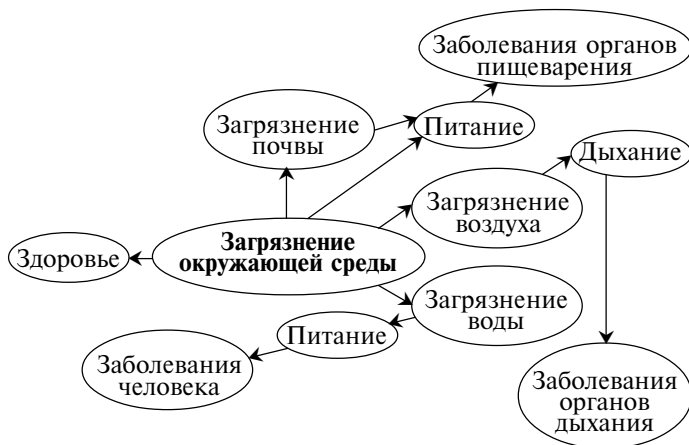 Заболевания органов
пищеварения
Загрязнение
почвы
Питание
Дыхание
Загрязнение
воздуха
Загрязнение
окружающей среды
Здоровье
Загрязнение
воды
Питание
Заболевания
человека
Заболевания
органов
дыхания